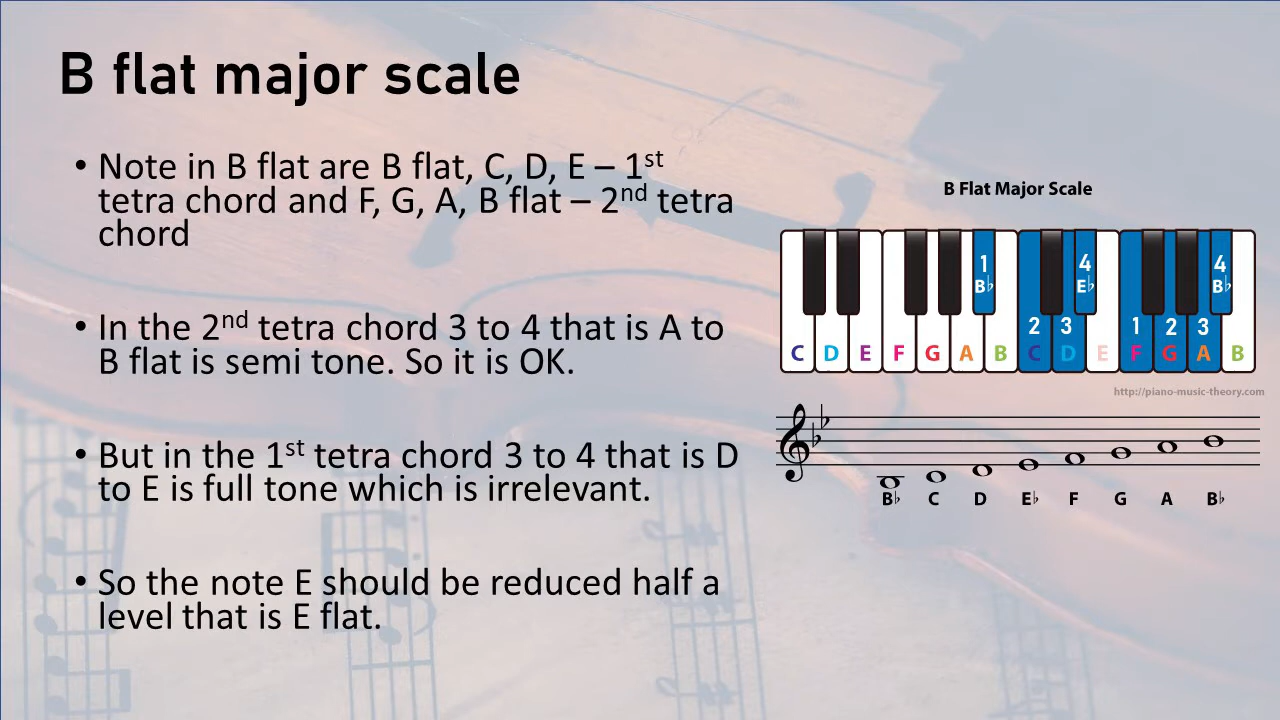 B flat major scale
• Note in B flat are B flat, C, D, E – 1st
tetra chord and F, G, A, B flat – 2nd tetra
chord
• In the 2nd tetra chord 3 to 4 that is A to
B flat is semi tone. So it is OK.
• But in the 1st tetra chord 3 to 4 that is D
to E is full tone which is irrelevant.
• So the note E should be reduced half a
level that is E flat.
B Flat Major Scale
1 4 4
B♭ E♭ B♭
2 3 1 2 3
C D E F G A B C D E F G A B
http://piano-music-theory.com
B♭ C D E♭ F G A B♭